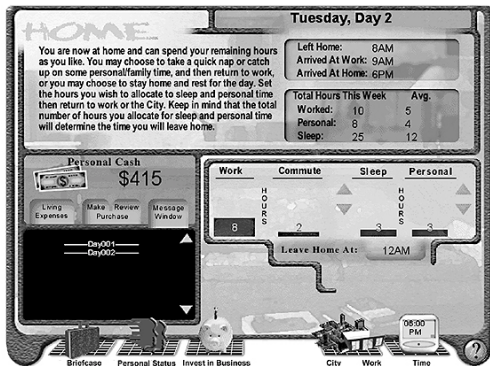 HOME
Tuesday, Day 2
You are now at home and can spend your remaining hours
as you like. You may choose to take a quick nap or catch
up on some personal/family time, and then return to work,
or you may choose to stay home and rest for the day. Set
the hours you wish to allocate to sleep and personal time
then return to work or the City. Keep in mind that the total
number of hours you allocate for sleep and personal time
will determine the time you will leave home.
Left Home: 8AM
Arrived At Work: 9AM
Arrived At Home: 6PM
Total Hours This Week Avg.
Worked: 10 5
Personal: 8 4
Sleep: 25 12
Personal Cash
$415
Living Expenses
Make Review Purchase
Message Window
Day001
Day002
Work Commute Sleep Personal
HOURS HOURS
8 2 3 3
Leave Home At: 12AM
06:00
PM
Briefcase Personal Status Invest in Business City Work Time
?